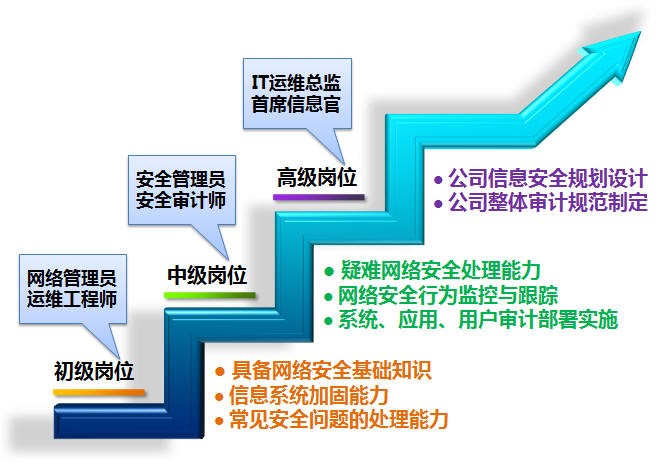 IT运维总监
首席信息官
高级岗位
• 公司信息安全规划设计
• 公司整体审计规范制定
安全管理员
安全审计师
中级岗位
• 疑难网络安全处理能力
• 网络安全行为监控与跟踪
• 系统、应用、用户审计部署实施
网络管理员
运维工程师
初级岗位
• 具备网络安全基础知识
• 信息系统加固能力
• 常见安全问题的处理能力